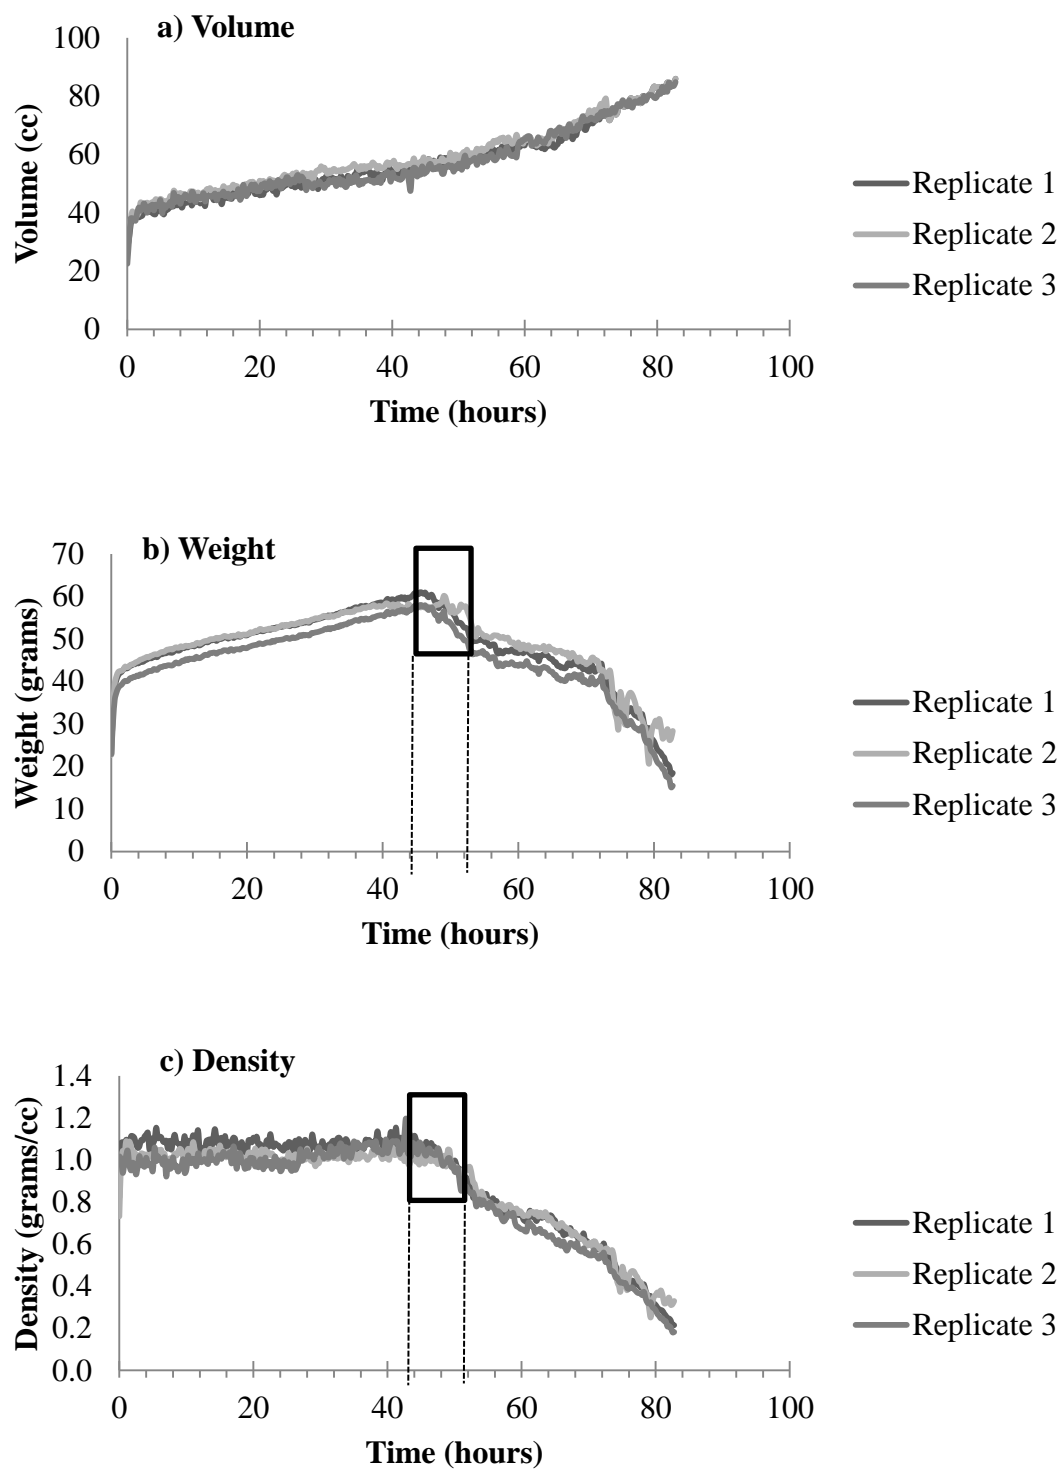 a) Volume
100
80
60
40
20
0
Volume (cc)
0 20 40 60 80 100
Time (hours)
Replicate 1
Replicate 2
Replicate 3
b) Weight
70
60
50
40
30
20
10
0
Weight (grams)
0 20 40 60 80 100
Time (hours)
Replicate 1
Replicate 2
Replicate 3
c) Density
1.4
1.2
1.0
0.8
0.6
0.4
0.2
0.0
Density (grams/cc)
0 20 40 60 80 100
Time (hours)
Replicate 1
Replicate 2
Replicate 3